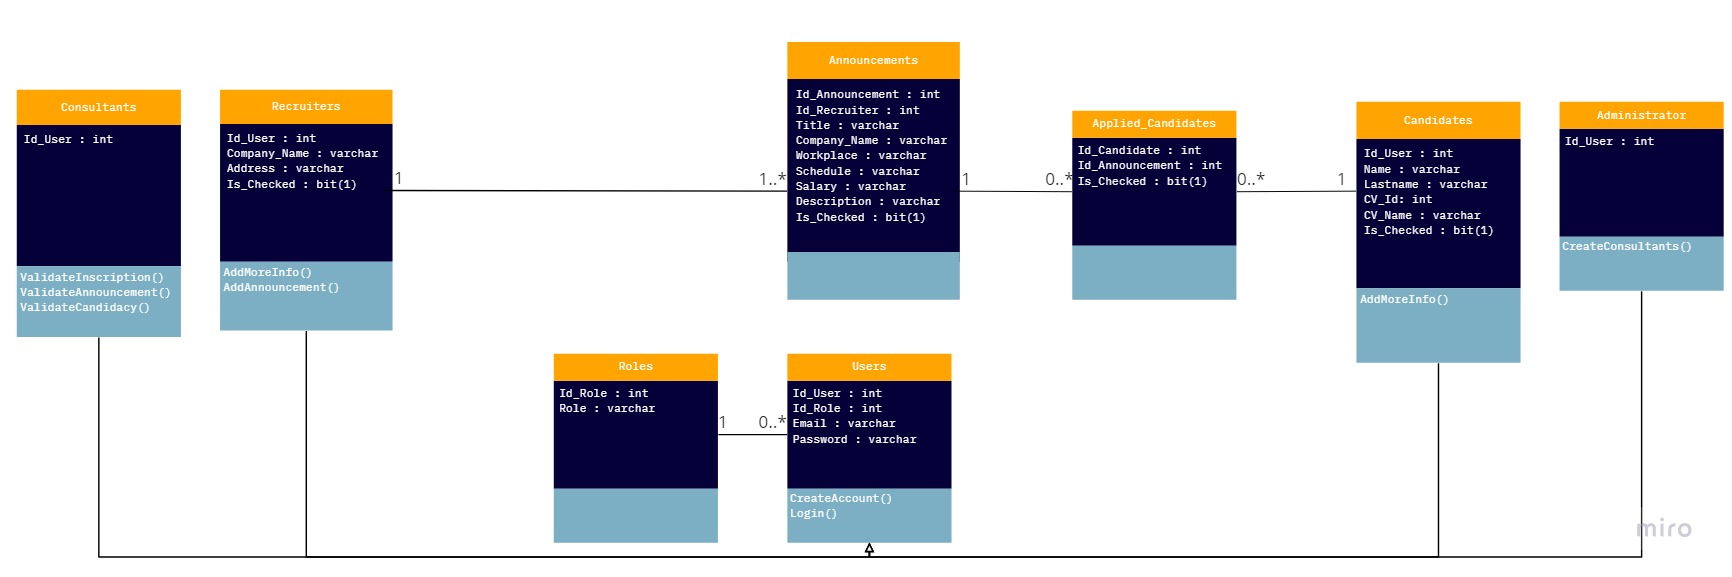 Consultants
Id_User : int
ValidateInscription()
ValidateAnnouncement()
ValidateCandidacy()
Recruiters
Id_User : int
Company_Name : varchar
Address : varchar
Is_Checked : bit(1)
AddMoreInfo()
AddAnnouncement()
1
1..*
Announcements
Id_Announcement : int
Id_Recruiter : int
Title : varchar
Company_Name : varchar
Workplace : varchar
Schedule : varchar
Salary : varchar
Description : varchar
Is_Checked : bit(1)
1
0..*
Applied_Candidates
Id_Candidate : int
Id_Announcement : int
Is_Checked : bit(1)
0..*
1
Candidates
Id_User : int
Name : varchar
Lastname : varchar
CV_Id: int
CV_Name : varchar
Is_Checked : bit(1)
AddMoreInfo()
Administrator
Id_User : int
CreateConsultants()
Roles
Id_Role : int
Role : varchar
1
0..*
Users
Id_User : int
Id_Role : int
Email : varchar
Password : varchar
CreateAccount()
Login()
miro